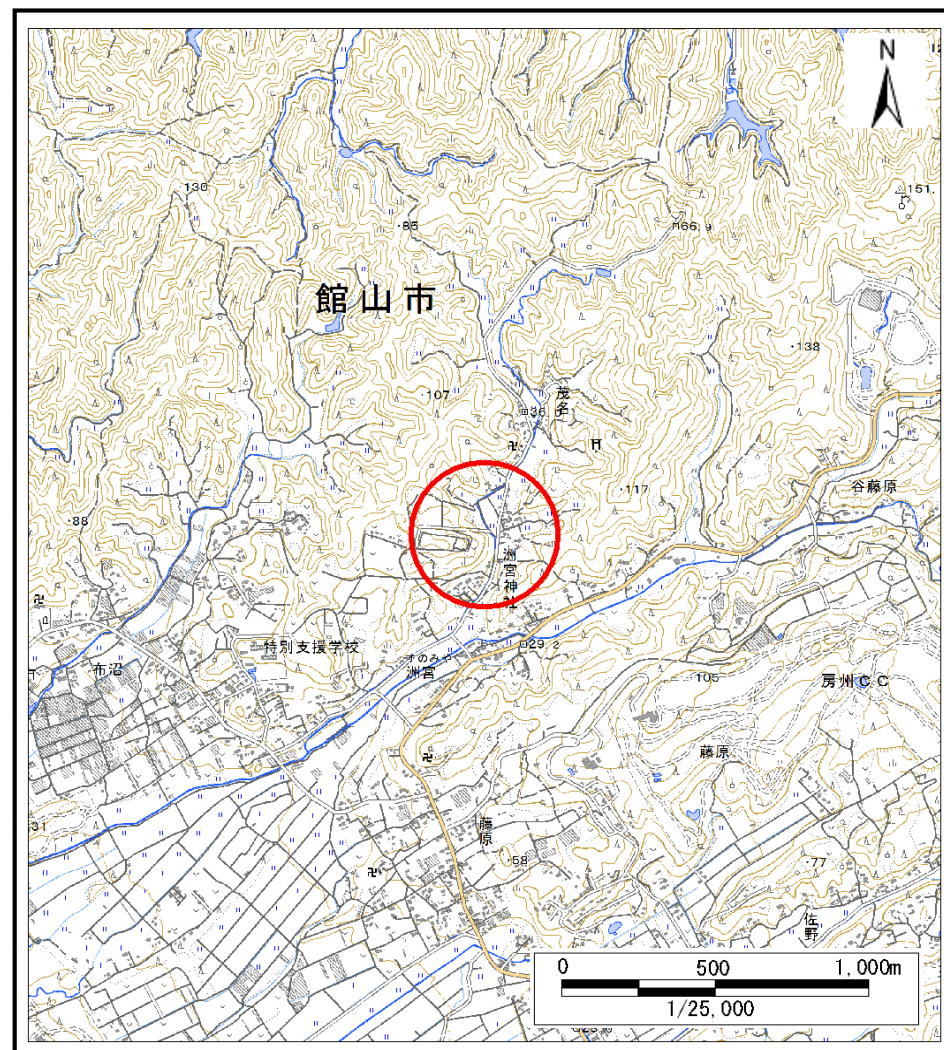 N
151.
130
85
66.9
館山市
138
107
茂名
36.
谷藤原
117
88
洲宮神社
特別支援学校
すのみや
洲宮
29.2
布沼
105
房州CC
藤原
31
藤原
58
77
佐野
0 500 1,000m
1/25,000